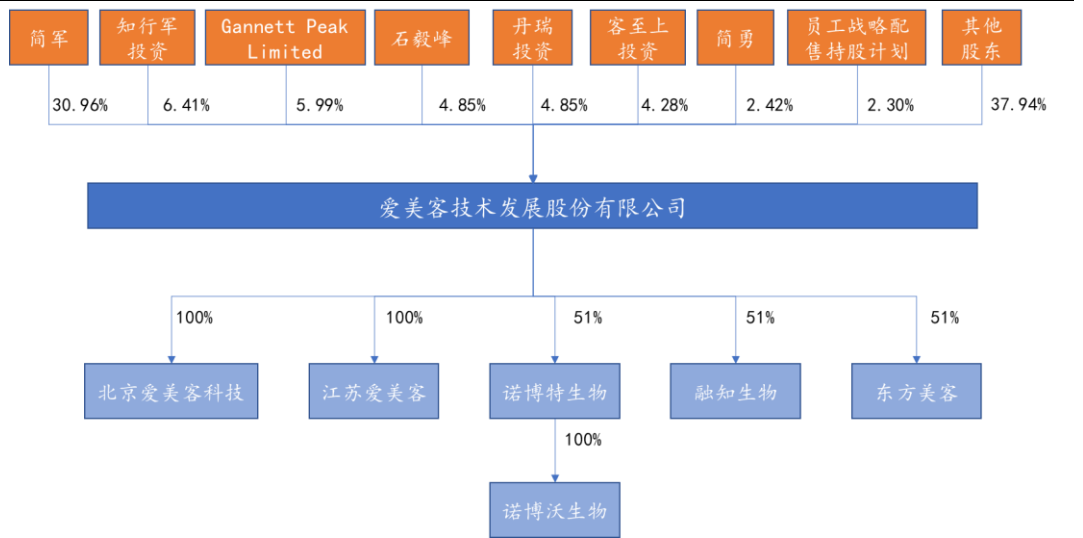 简军
知行军
投资
Gannett Peak
Limited
石毅峰
丹瑞
投资
客至上
投资
简勇
员工战略配
售持股计划
其他
股东
30.96%
6.41%
5.99%
4.85%
4.85%
4.28%
2.42%
2.30%
37.94%
爱美客技术发展股份有限公司
100%
100%
51%
51%
51%
北京爱美客科技
江苏爱美客
诺博特生物
融知生物
东方美客
100%
诺博沃生物